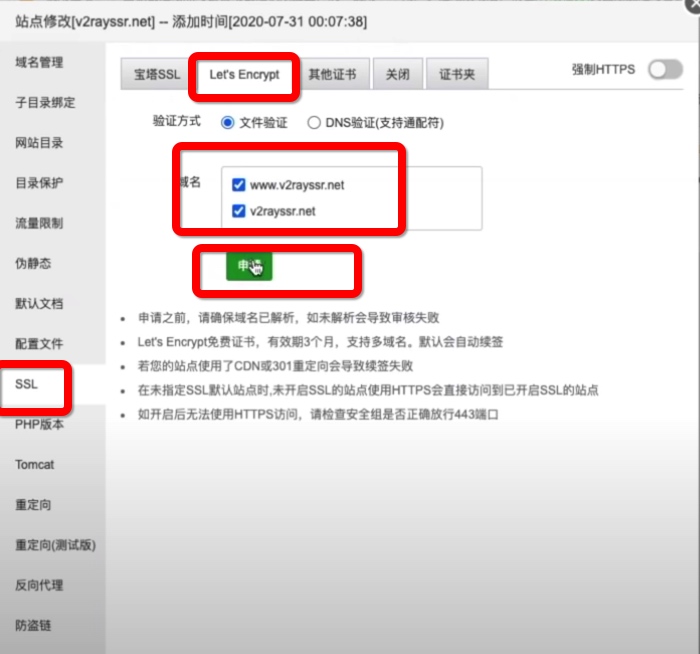 站点修改[v2rayssr.net] -- 添加时间[2020-07-31 00:07:38]
域名管理
子目录绑定
网站目录
目录保护
流量限制
伪静态
默认文档
配置文件
SSL
PHP版本
Tomcat
重定向
重定向(测试版)
反向代理
防盗链
宝塔SSL Let's Encrypt 其他证书 关闭 证书夹 强制HTTPS
验证方式 文件验证 DNS验证(支持通配符)
域名 www.v2rayssr.net
v2rayssr.net
申请
申请之前，请确保域名已解析，如未解析会导致审核失败
Let's Encrypt免费证书，有效期3个月，支持多域名。默认会自动续签
若您的站点使用了CDN或301重定向会导致续签失败
在未指定SSL默认站点时,未开启SSL的站点使用HTTPS会直接访问到已开启SSL的站点
如开启后无法使用HTTPS访问，请检查安全组是否正确放行443端口